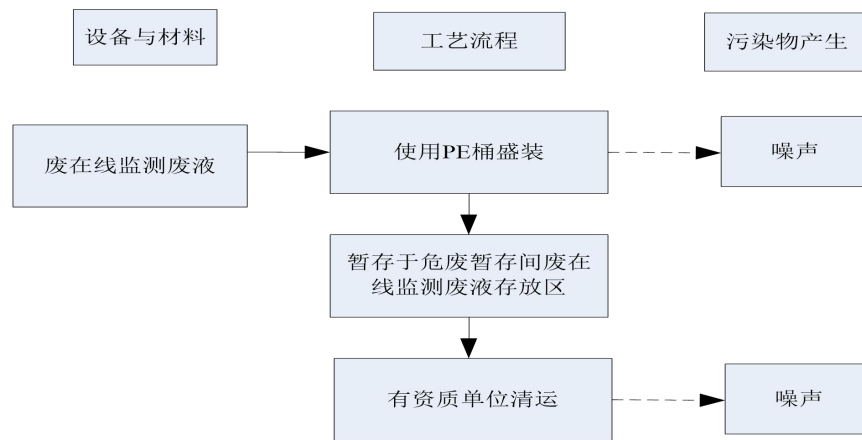 设备与材料
工艺流程
污染物产生
废在线监测废液
使用PE桶盛装
噪声
暂存于危废暂存间废在
线监测废液存放区
有资质单位清运
噪声